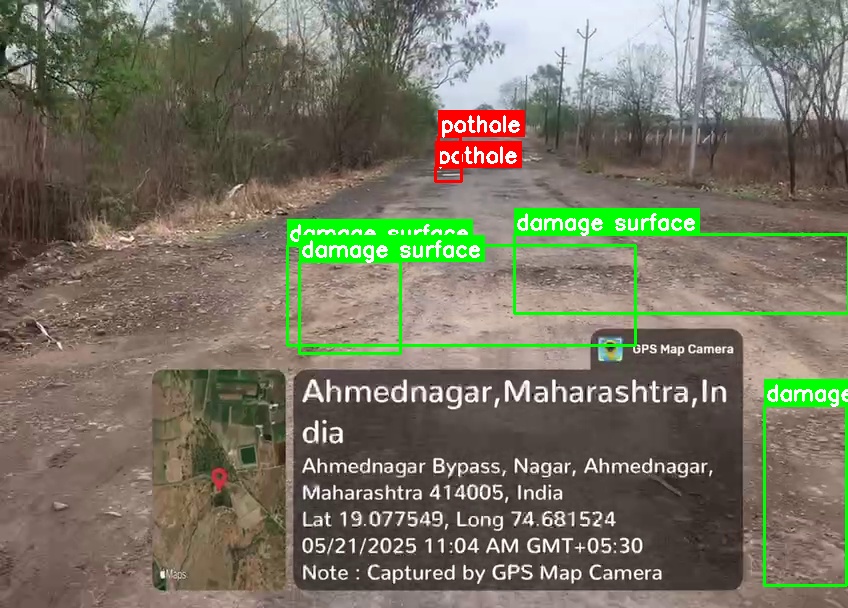 pothole
pothole
damage surface
damage surface
damage surface
GPS Map Camera
Ahmednagar,Maharashtra,In
dia
Ahmednagar Bypass, Nagar, Ahmednagar,
Maharashtra 414005, India
Lat 19.077549, Long 74.681524
05/21/2025 11:04 AM GMT+05:30
Note : Captured by GPS Map Camera
damage
Maps